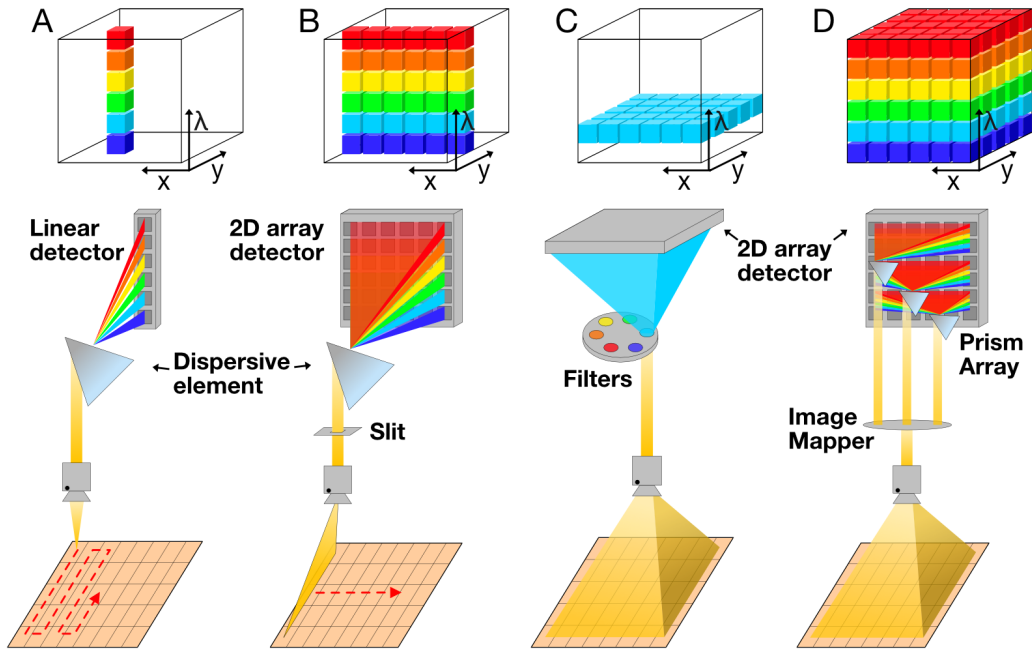 A
B
C
D
λ
x
y
λ
x
y
λ
x
y
λ
x
y
Linear
detector
2D array
detector
2D array
detector
Dispersive
element
Slit
Filters
Prism
Array
Image
Mapper